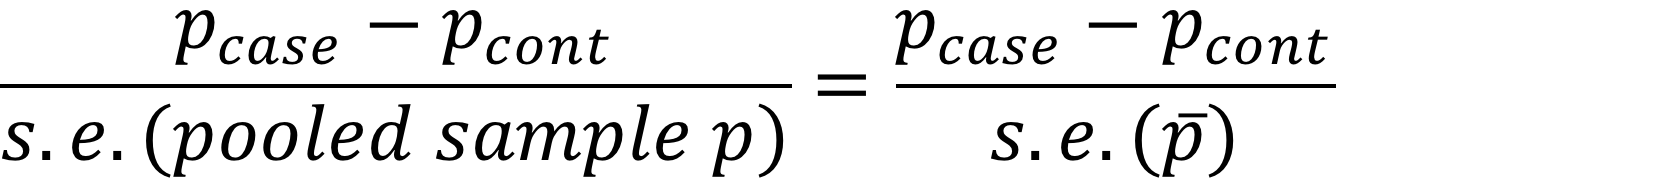 p_case − p_cont / s.e.(pooled sample p) = p_case − p_cont / s.e.(p̄)